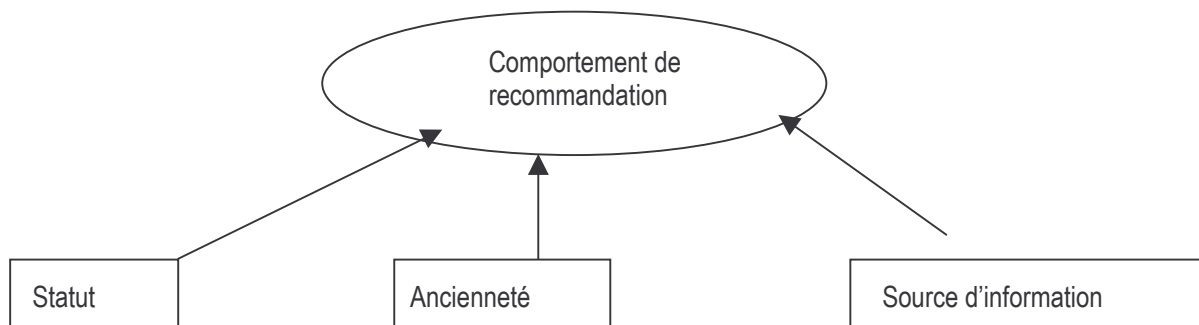 Comportement de
recommandation
Statut
Ancienneté
Source d’information